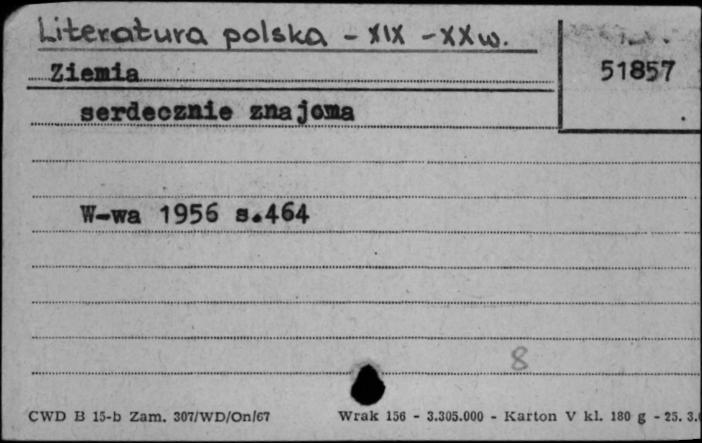 Literatura polska - XIX - XX w.
Ziemia
51857
serdecznie znajoma
W-wa 1956 s.464
8
CWD B 15-b Zam. 307/WD/On/67 Wrak 156 - 3.305.000 - Karton V kl. 180 g - 25. 3.